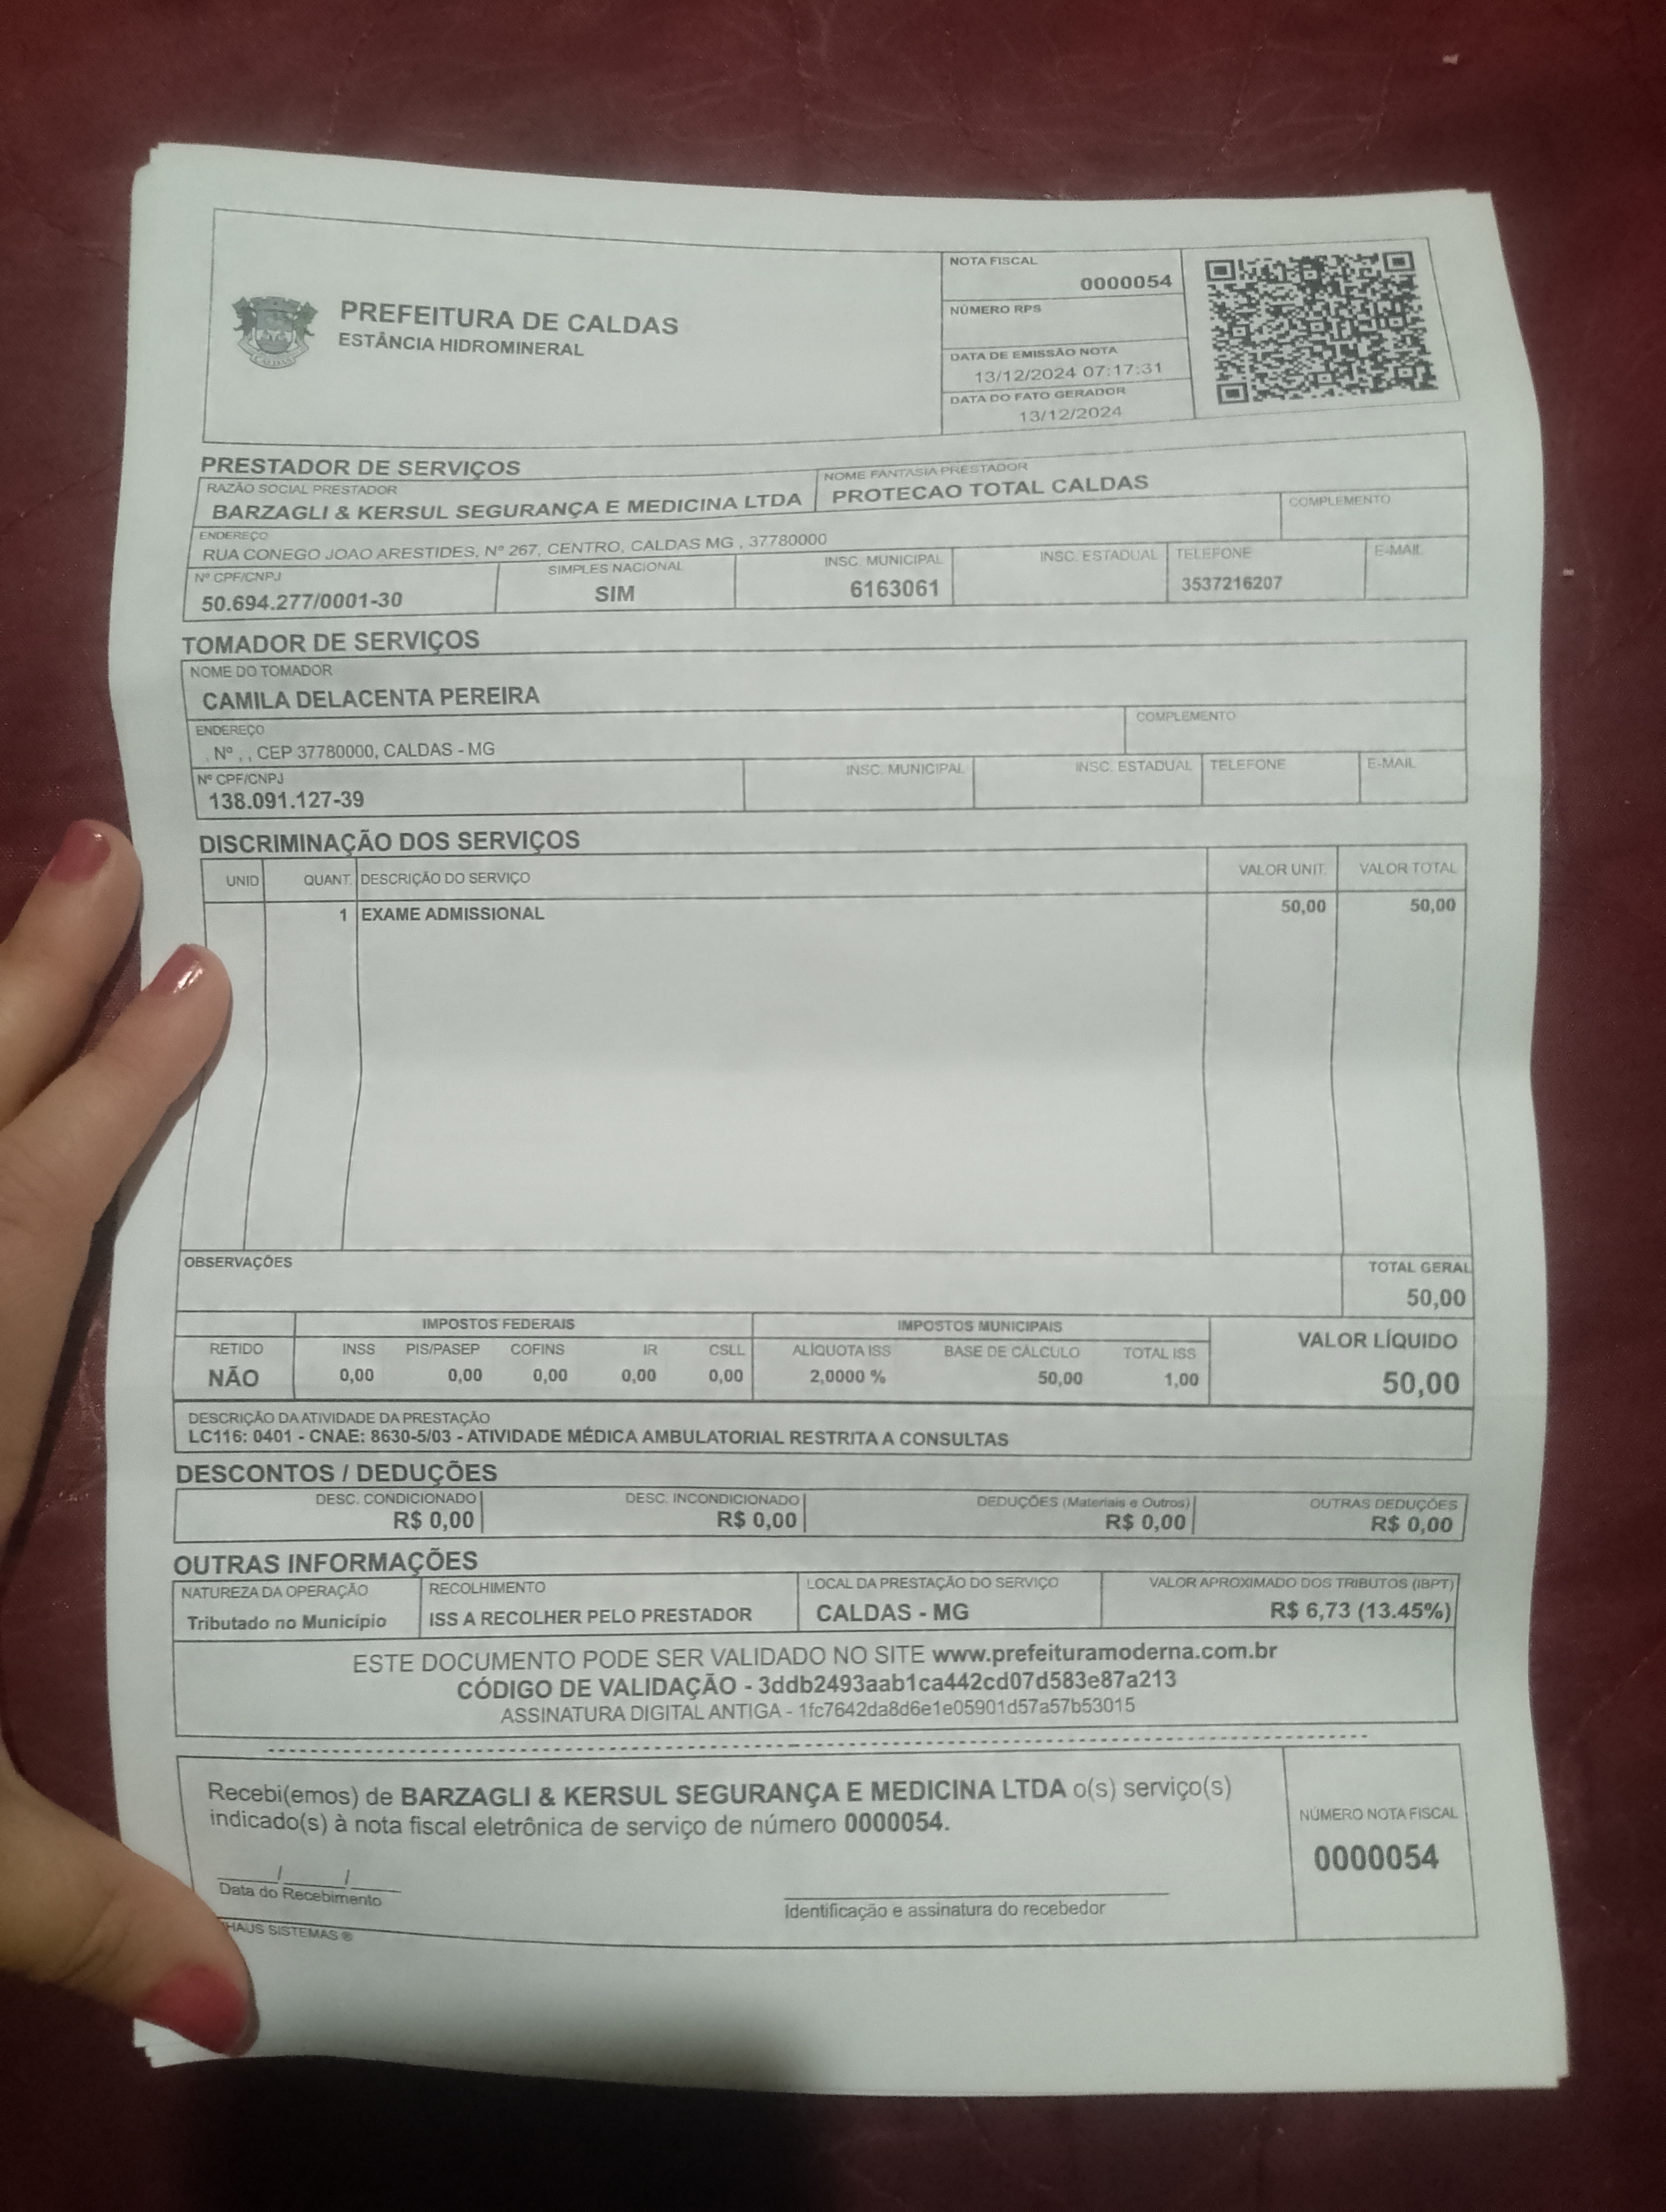 PREFEITURA DE CALDAS
ESTÂNCIA HIDROMINERAL
NOTA FISCAL
0000054
NÚMERO RPS
DATA DE EMISSÃO NOTA
13/12/2024 07:17:31
DATA DO FATO GERADOR
13/12/2024
PRESTADOR DE SERVIÇOS
RAZÃO SOCIAL PRESTADOR
BARZAGLI & KERSUL SEGURANÇA E MEDICINA LTDA
NOME FANTASIA PRESTADOR
PROTECAO TOTAL CALDAS
ENDEREÇO
RUA CONEGO JOAO ARESTIDES, Nº 267, CENTRO, CALDAS MG , 37780000
COMPLEMENTO
Nº CPF/CNPJ
50.694.277/0001-30
SIMPLES NACIONAL
SIM
INSC. MUNICIPAL
6163061
INSC. ESTADUAL
TELEFONE
3537216207
E-MAIL
TOMADOR DE SERVIÇOS
NOME DO TOMADOR
CAMILA DELACENTA PEREIRA
ENDEREÇO
, Nº , , CEP 37780000, CALDAS - MG
COMPLEMENTO
Nº CPF/CNPJ
138.091.127-39
INSC. MUNICIPAL
INSC. ESTADUAL
TELEFONE
E-MAIL
DISCRIMINAÇÃO DOS SERVIÇOS
UNID QUANT. DESCRIÇÃO DO SERVIÇO VALOR UNIT. VALOR TOTAL
1 EXAME ADMISSIONAL 50,00 50,00
OBSERVAÇÕES
TOTAL GERAL
50,00
IMPOSTOS FEDERAIS IMPOSTOS MUNICIPAIS
RETIDO INSS PIS/PASEP COFINS IR CSLL ALÍQUOTA ISS BASE DE CÁLCULO TOTAL ISS VALOR LÍQUIDO
NÃO 0,00 0,00 0,00 0,00 0,00 2,0000 % 50,00 1,00 50,00
DESCRIÇÃO DA ATIVIDADE DA PRESTAÇÃO
LC116: 0401 - CNAE: 8630-5/03 - ATIVIDADE MÉDICA AMBULATORIAL RESTRITA A CONSULTAS
DESCONTOS / DEDUÇÕES
DESC. CONDICIONADO DESC. INCONDICIONADO DEDUÇÕES (Materiais e Outros) OUTRAS DEDUÇÕES
R$ 0,00 R$ 0,00 R$ 0,00 R$ 0,00
OUTRAS INFORMAÇÕES
NATUREZA DA OPERAÇÃO RECOLHIMENTO LOCAL DA PRESTAÇÃO DO SERVIÇO VALOR APROXIMADO DOS TRIBUTOS (IBPT)
Tributado no Município ISS A RECOLHER PELO PRESTADOR CALDAS - MG R$ 6,73 (13.45%)
ESTE DOCUMENTO PODE SER VALIDADO NO SITE www.prefeituramoderna.com.br
CÓDIGO DE VALIDAÇÃO - 3ddb2493aab1ca442cd07d583e87a213
ASSINATURA DIGITAL ANTIGA - 1fc7642da8d6e1e05901d57a57b53015
Recebi(emos) de BARZAGLI & KERSUL SEGURANÇA E MEDICINA LTDA o(s) serviço(s)
indicado(s) à nota fiscal eletrônica de serviço de número 0000054.
NÚMERO NOTA FISCAL
0000054
____/____/____
Data do Recebimento
Identificação e assinatura do recebedor
HAUS SISTEMAS ®